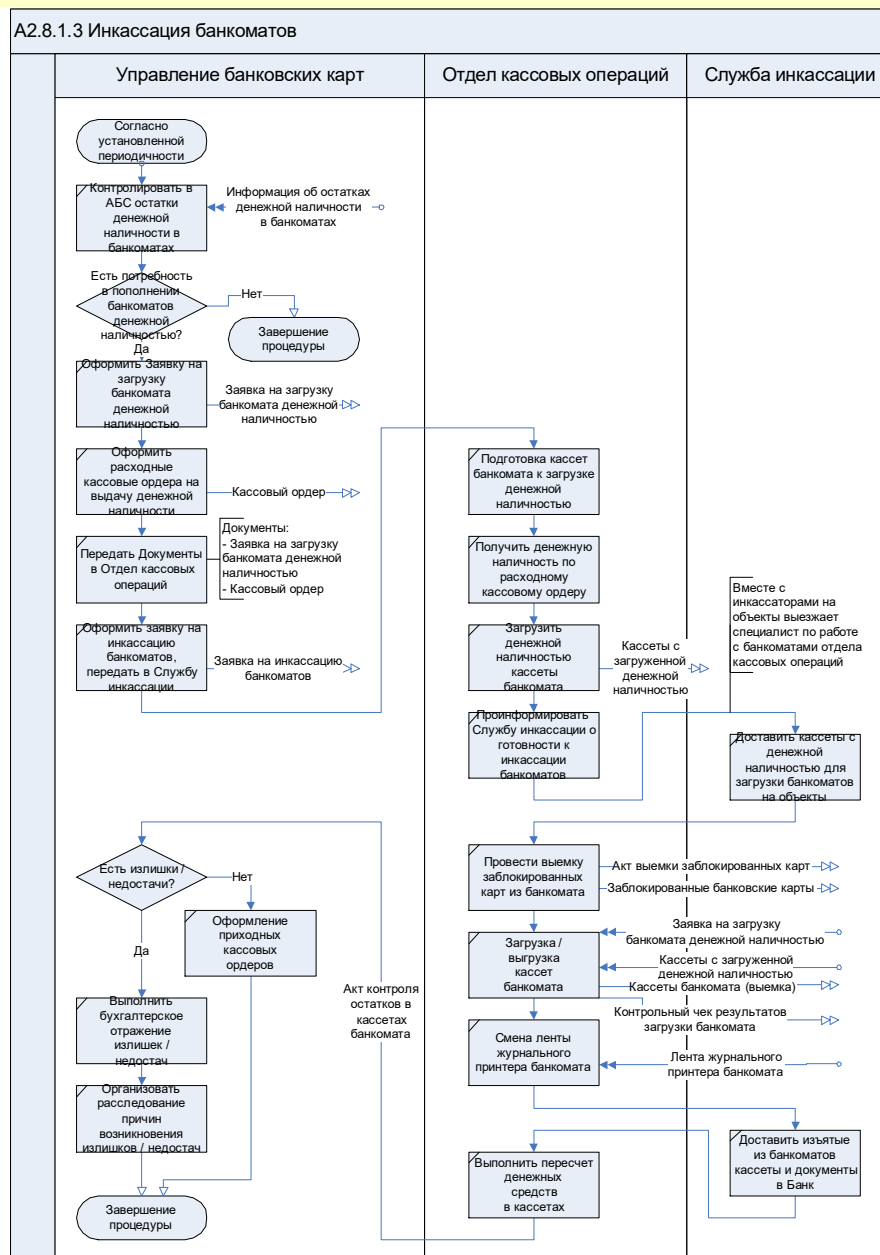 А2.8.1.3 Инкассация банкоматов
Управление банковских карт
Отдел кассовых операций
Служба инкассации
Согласно
установленной
периодичности
Контролировать в
АБС остатки
денежной
наличности в
банкоматах
Информация об остатках
денежной наличности
в банкоматах
Есть потребность
в пополнении
банкоматов
денежной
наличностью?
Нет
Завершение
процедуры
Да
Оформить Заявку на
загрузку
банкомата
денежной
наличностью
Заявка на загрузку
банкомата денежной
наличностью
Оформить
расходные
кассовые ордера на
выдачу денежной
наличности
Кассовый ордер
Передать Документы
в Отдел кассовых
операций
Документы:
- Заявка на загрузку
банкомата денежной
наличностью
- Кассовый ордер
Оформить заявку на
инкассацию
банкоматов,
передать в Службу
инкассации
Заявка на инкассацию
банкоматов
Подготовка кассет
банкомата к загрузке
денежной
наличностью
Получить денежную
наличность по
расходному
кассовому ордеру
Загрузить
денежной
наличностью
кассеты
банкомата
Кассеты с
загруженной
денежной
наличностью
Проинформировать
Службу инкассации о
готовности к
инкассации
банкоматов
Вместе с
инкассаторами на
объекты выезжает
специалист по работе
с банкоматами отдела
кассовых операций
Доставить кассеты с
денежной
наличностью для
загрузки банкоматов
на объекты
Провести выемку
заблокированных
карт из банкомата
Акт выемки заблокированных карт
Заблокированные банковские карты
Загрузка /
выгрузка
кассет
банкомата
Заявка на загрузку
банкомата денежной наличностью
Кассеты с загруженной
денежной наличностью
Кассеты банкомата (выемка)
Контрольный чек результатов
загрузки банкомата
Смена ленты
журнального
принтера банкомата
Лента журнального
принтера банкомата
Доставить изъятые
из банкоматов
кассеты и документы
в Банк
Выполнить пересчет
денежных
средств
в кассетах
Акт контроля
остатков в
кассетах
банкомата
Есть излишки /
недостачи?
Нет
Оформление
приходных
кассовых
ордеров
Да
Выполнить
бухгалтерское
отражение
излишек /
недостач
Организовать
расследование
причин
возникновения
излишков / недостач
Завершение
процедуры